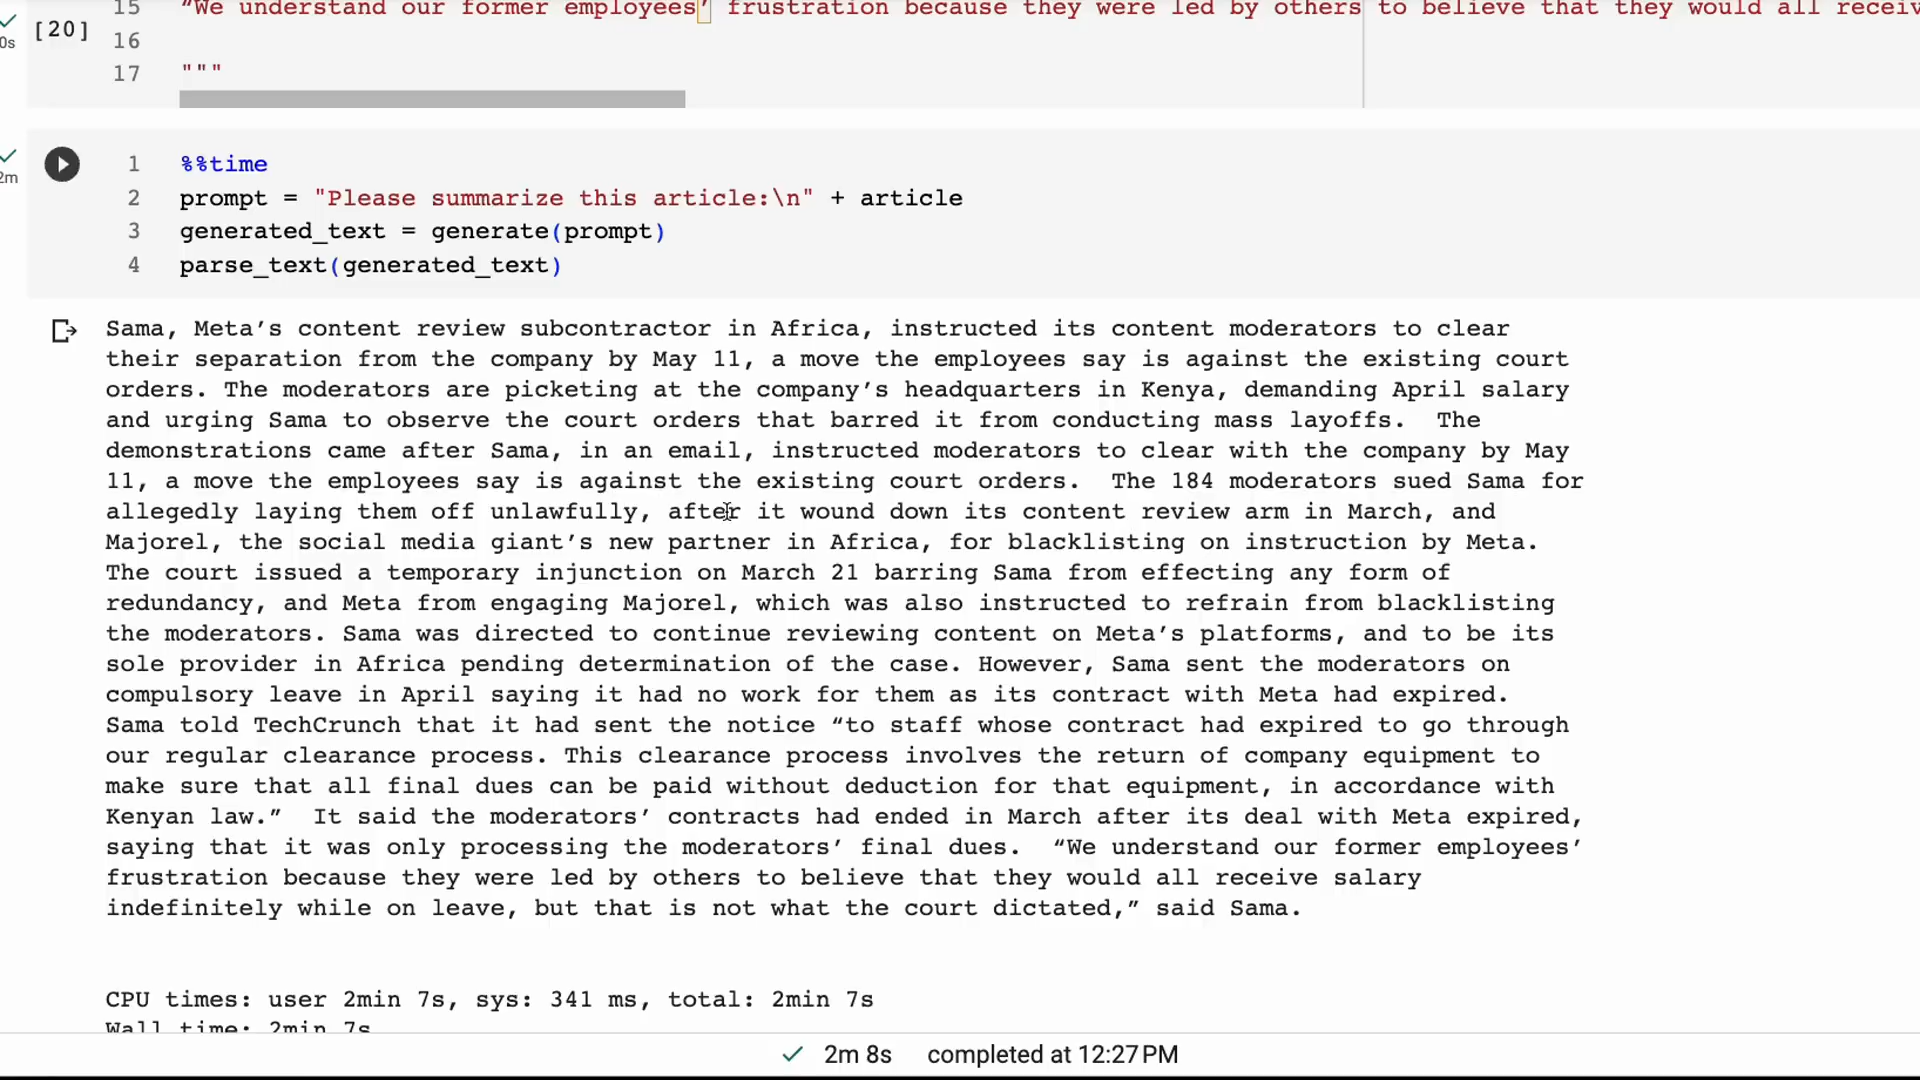 15 “We understand our former employees’ frustration because they were led by others to believe that they would all receiv
0s
[20]
16
17 """
2m
1 %%time
2 prompt = "Please summarize this article:\n" + article
3 generated_text = generate(prompt)
4 parse_text(generated_text)
Sama, Meta’s content review subcontractor in Africa, instructed its content moderators to clear
their separation from the company by May 11, a move the employees say is against the existing court
orders. The moderators are picketing at the company’s headquarters in Kenya, demanding April salary
and urging Sama to observe the court orders that barred it from conducting mass layoffs.  The
demonstrations came after Sama, in an email, instructed moderators to clear with the company by May
11, a move the employees say is against the existing court orders.  The 184 moderators sued Sama for
allegedly laying them off unlawfully, after it wound down its content review arm in March, and
Majorel, the social media giant’s new partner in Africa, for blacklisting on instruction by Meta.
The court issued a temporary injunction on March 21 barring Sama from effecting any form of
redundancy, and Meta from engaging Majorel, which was also instructed to refrain from blacklisting
the moderators. Sama was directed to continue reviewing content on Meta’s platforms, and to be its
sole provider in Africa pending determination of the case. However, Sama sent the moderators on
compulsory leave in April saying it had no work for them as its contract with Meta had expired.
Sama told TechCrunch that it had sent the notice “to staff whose contract had expired to go through
our regular clearance process. This clearance process involves the return of company equipment to
make sure that all final dues can be paid without deduction for that equipment, in accordance with
Kenyan law.”  It said the moderators’ contracts had ended in March after its deal with Meta expired,
saying that it was only processing the moderators’ final dues.  “We understand our former employees’
frustration because they were led by others to believe that they would all receive salary
indefinitely while on leave, but that is not what the court dictated,” said Sama.
CPU times: user 2min 7s, sys: 341 ms, total: 2min 7s
Wall time: 2min 7s
2m 8s completed at 12:27 PM